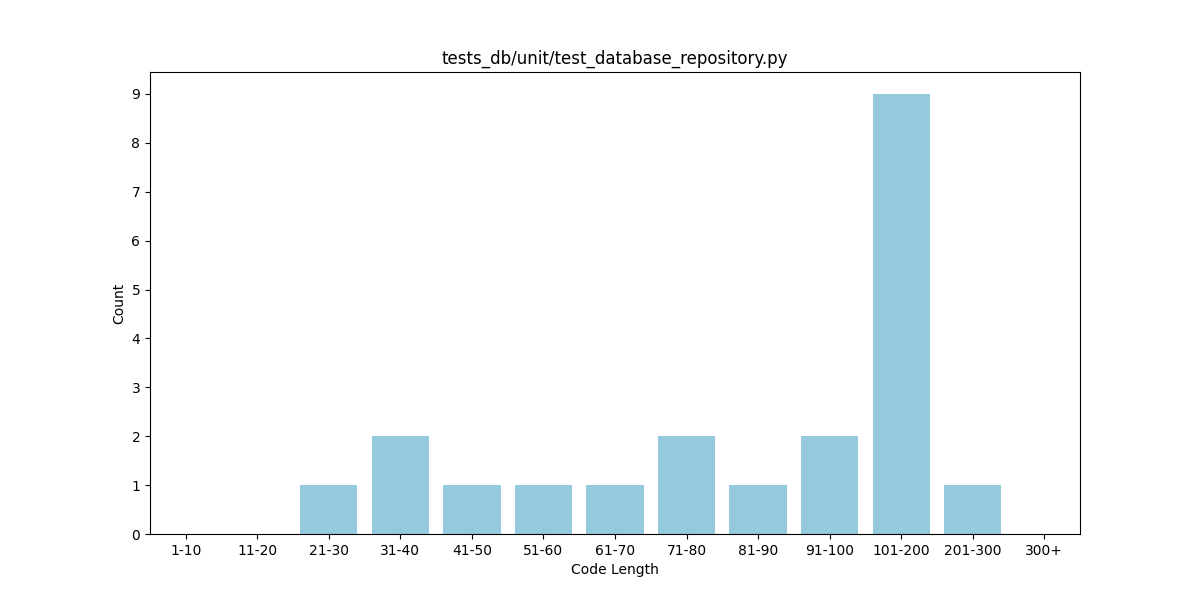 tests_db/unit/test_database_repository.py
Count
9
8
7
6
5
4
3
2
1
0
1-10 11-20 21-30 31-40 41-50 51-60 61-70 71-80 81-90 91-100 101-200 201-300 300+
Code Length